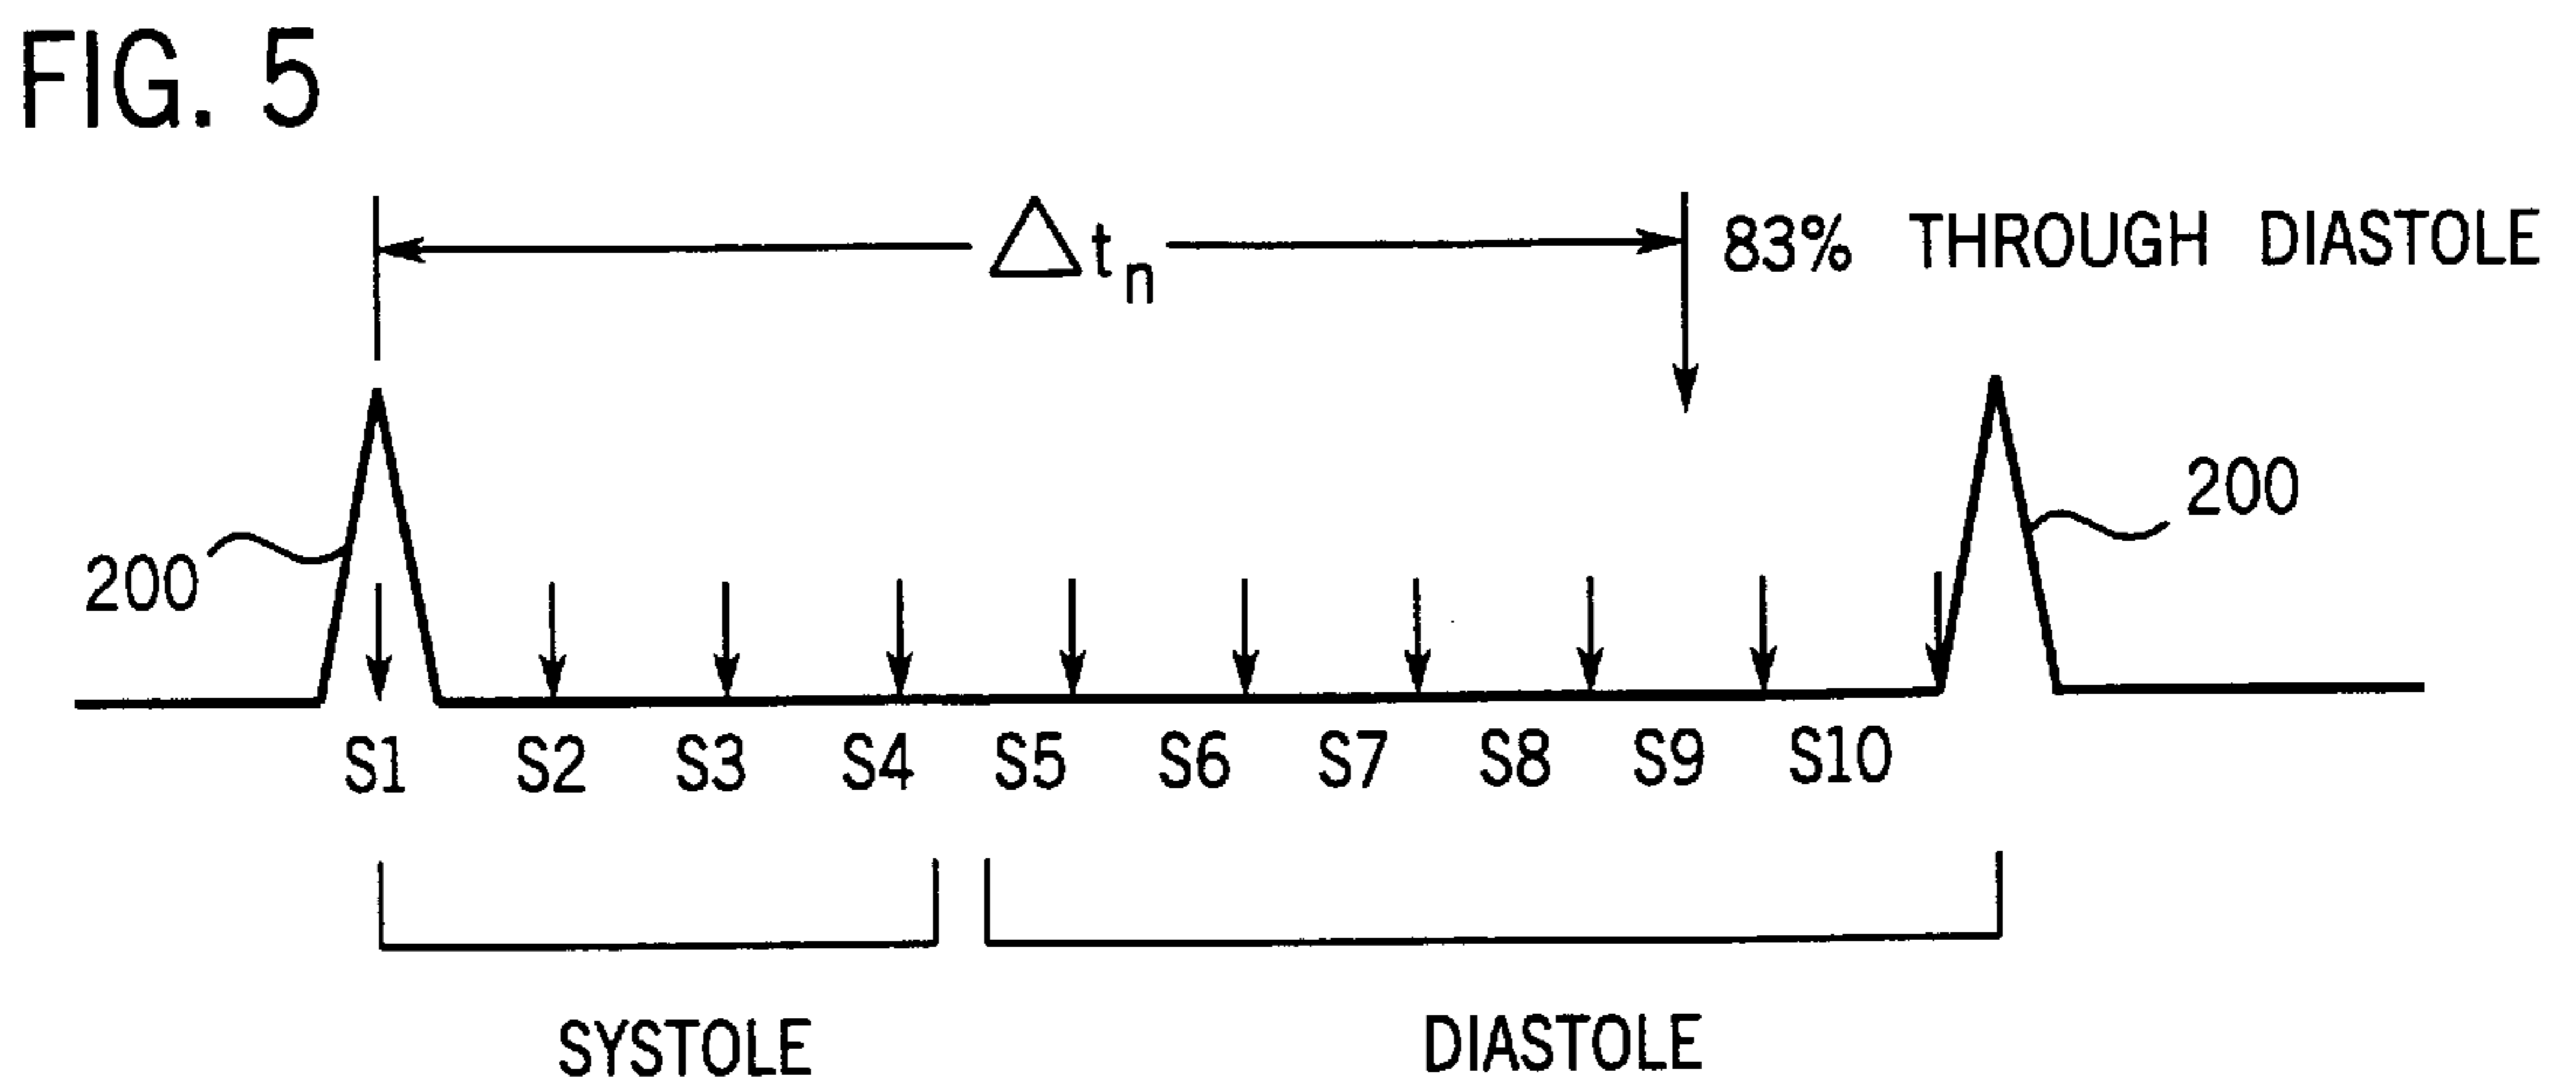 FIG. 5
△tn
83% THROUGH DIASTOLE
200
200
S1 S2 S3 S4 S5 S6 S7 S8 S9 S10
SYSTOLE
DIASTOLE